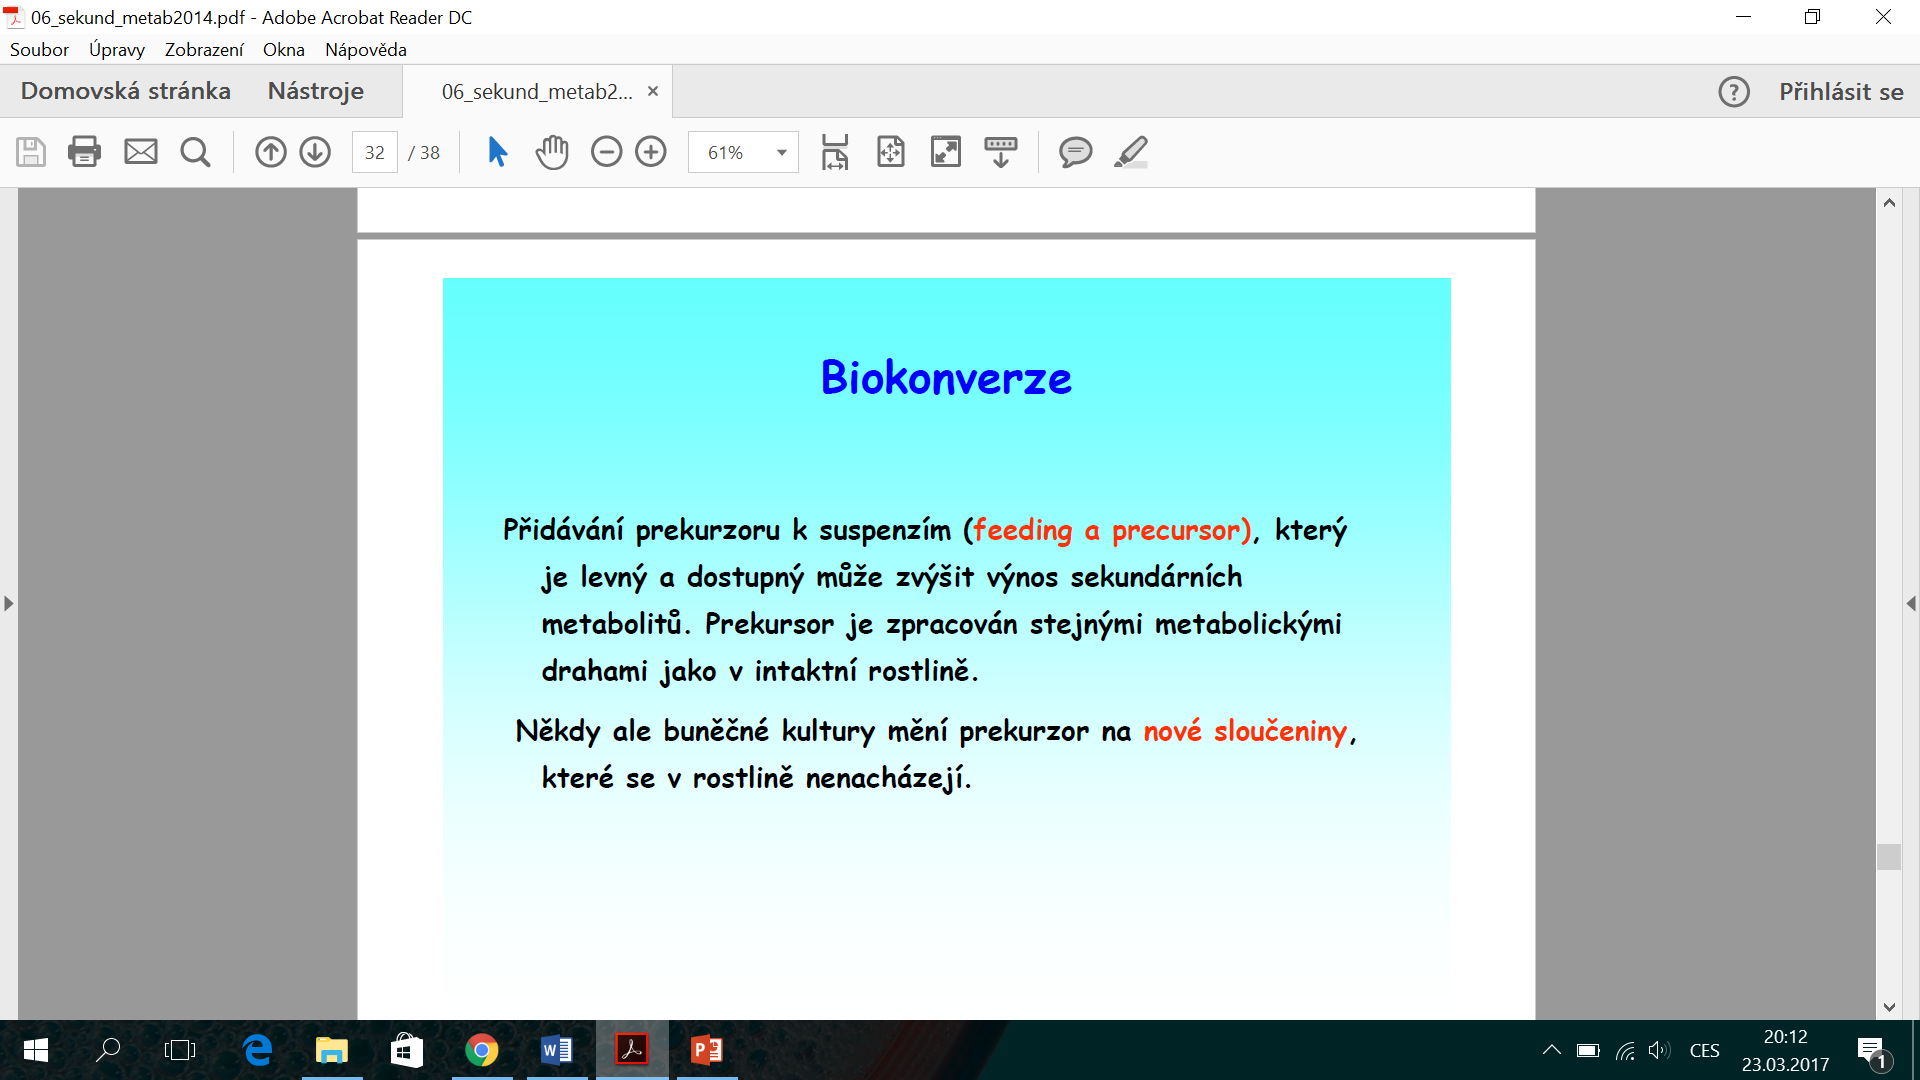 06_sekund_metab2014.pdf - Adobe Acrobat Reader DC
Soubor Úpravy Zobrazení Okna Nápověda
Domovská stránka Nástroje 06_sekund_metab2... × ? Přihlásit se
32 / 38 61%
Biokonverze
Přidávání prekurzoru k suspenzím (feeding a precursor), který
je levný a dostupný může zvýšit výnos sekundárních
metabolitů. Prekursor je zpracován stejnými metabolickými
drahami jako v intaktní rostlině.
Někdy ale buněčné kultury mění prekurzor na nové sloučeniny,
které se v rostlině nenacházejí.
CES 20:12
23.03.2017 1